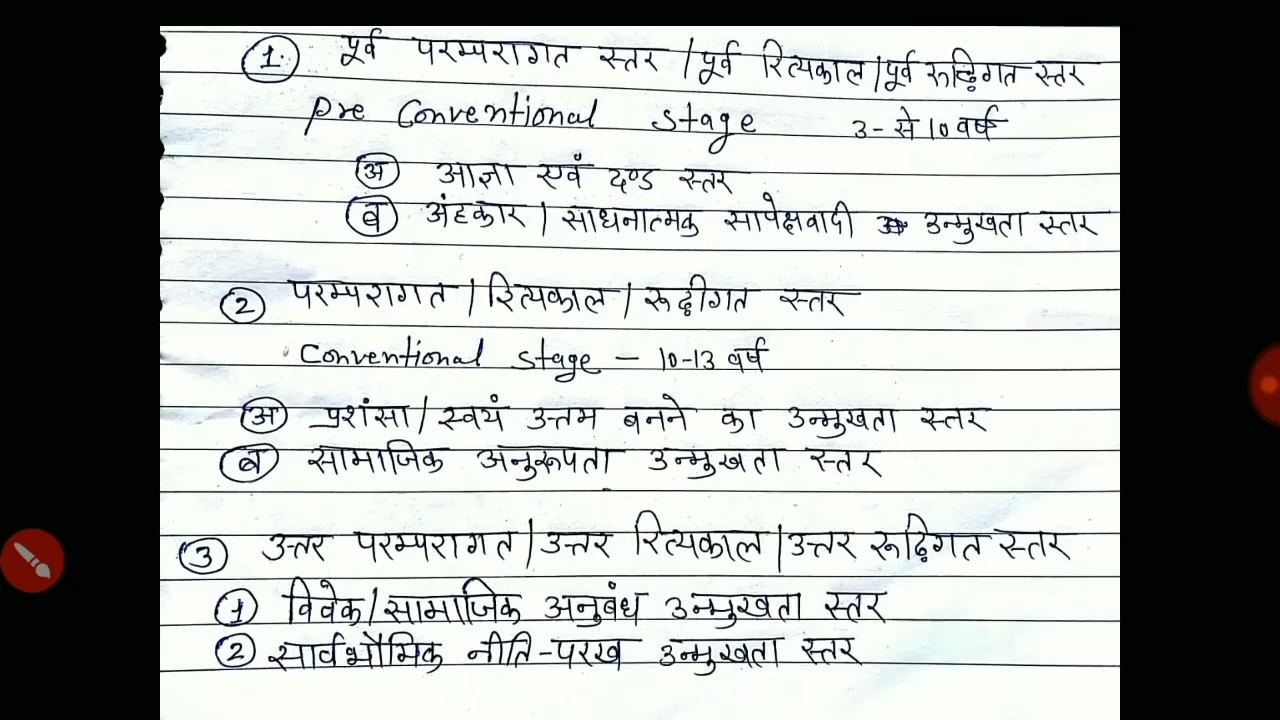 1 पूर्व परम्परागत स्तर / पूर्व रित्यकाल / पूर्व रूढ़िगत स्तर
Pre Conventional Stage 3 - से 10 वर्ष
अ आज्ञा एवं दण्ड स्तर
ब अंहकार / साधनात्मक सापेक्षवादी उन्मुखता स्तर
2 परम्परागत / रित्यकाल / रूढ़ीगत स्तर
Conventional Stage - 10-13 वर्ष
अ प्रशंसा / स्वयं उत्तम बनने का उन्मुखता स्तर
ब सामाजिक अनुरूपता उन्मुखता स्तर
3 उत्तर परम्परागत / उत्तर रित्यकाल / उत्तर रूढ़िगत स्तर
1 विवेक / सामाजिक अनुबंध उन्मुखता स्तर
2 सार्वभौमिक नीति-परख उन्मुखता स्तर